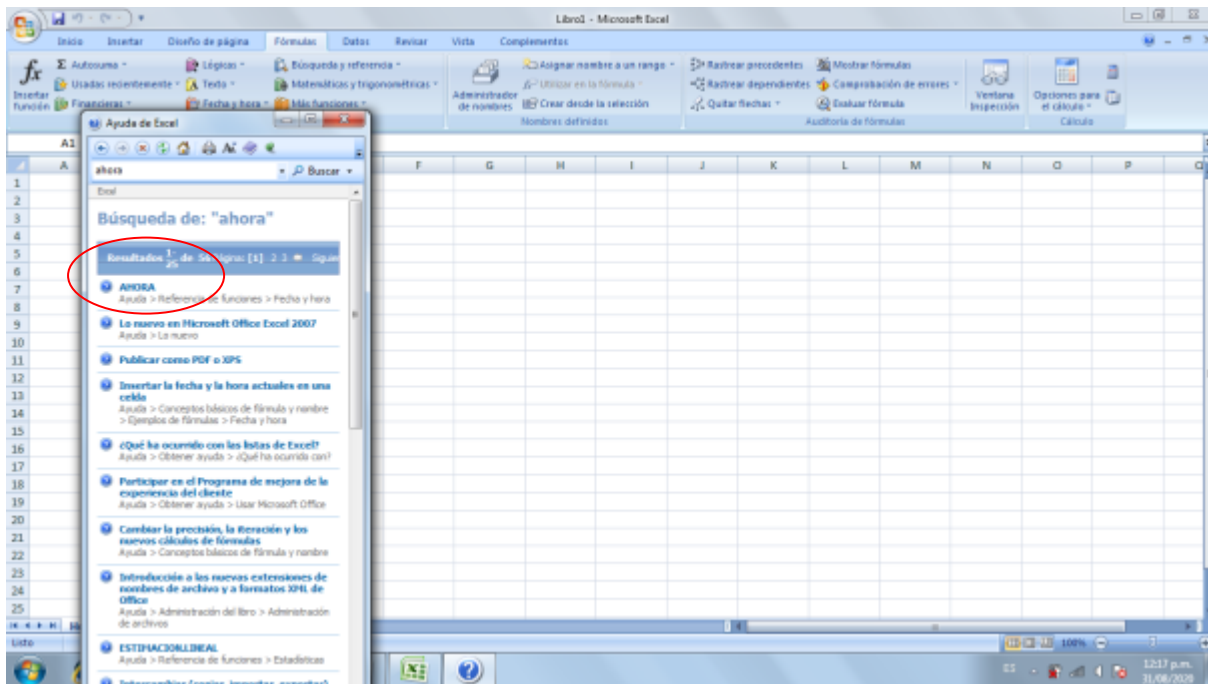 Libro1 - Microsoft Excel
Inicio Insertar Diseño de página Fórmulas Datos Revisar Vista Complementos
Insertar función
Σ Autosuma
Usadas recientemente
Financieras
Lógicas
Texto
Fecha y hora
Búsqueda y referencia
Matemáticas y trigonométricas
Más funciones
Administrador de nombres
Asignar nombre a un rango
Utilizar en la fórmula
Crear desde la selección
Nombres definidos
Rastrear precedentes
Rastrear dependientes
Quitar flechas
Mostrar fórmulas
Comprobación de errores
Evaluar fórmula
Auditoría de fórmulas
Ventana Inspección
Opciones para el cálculo
Cálculo
A1
A F G H I J K L M N O P Q
1
2
3
4
5
6
7
8
9
10
11
12
13
14
15
16
17
18
19
20
21
22
23
24
25
Ayuda de Excel
ahora
Buscar
Excel
Búsqueda de: "ahora"
Resultados 1-25 de [1] 2 3
AHORA
Ayuda > Referencia de funciones > Fecha y hora
Lo nuevo en Microsoft Office Excel 2007
Ayuda > Lo nuevo
Publicar como PDF o XPS
Insertar la fecha y la hora actuales en una
celda
Ayuda > Conceptos básicos de fórmula y nombre
> Ejemplos de fórmulas > Fecha y hora
¿Qué ha ocurrido con las listas de Excel?
Ayuda > Obtener ayuda > ¿Qué ha ocurrido con?
Participar en el Programa de mejora de la
experiencia del cliente
Ayuda > Obtener ayuda > Usar Microsoft Office
Cambiar la precisión, la iteración y los
nuevos cálculos de fórmulas
Ayuda > Conceptos básicos de fórmula y nombre
Introducción a las nuevas extensiones de
nombres de archivo y a formatos XML de
Office
Ayuda > Administración del libro > Administración
de archivos
ESTIMACION.LINEAL
Ayuda > Referencia de funciones > Estadísticas
Listo
100%
ES
12:17 p.m.
31/08/2020